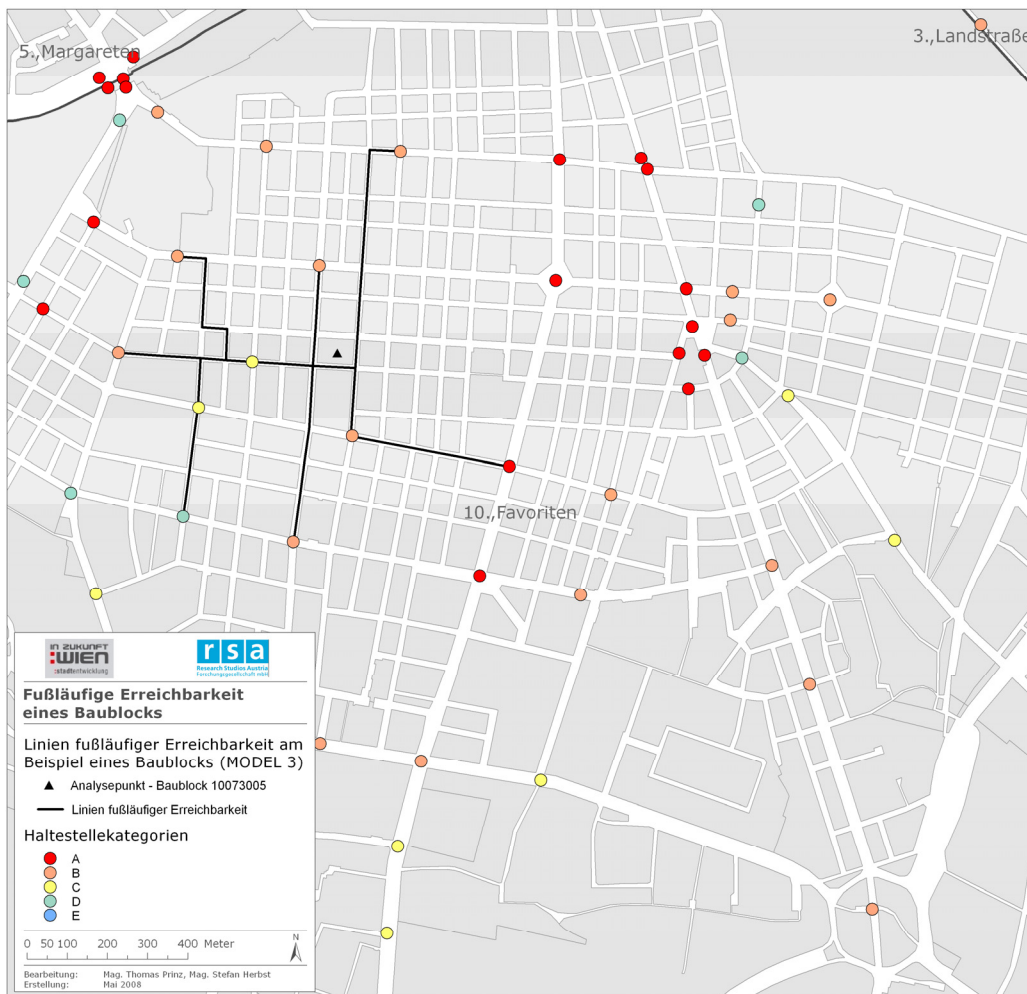 5.,Margareten
3.,Landstraße
10.,Favoriten
IN ZUKUNFT
:WIEN
:stadtentwicklung
rsa
Research Studios Austria
Forschungsgesellschaft mbH
Fußläufige Erreichbarkeit
eines Baublocks
Linien fußläufiger Erreichbarkeit am
Beispiel eines Baublocks (MODEL 3)
Analysepunkt - Baublock 10073005
Linien fußläufiger Erreichbarkeit
Haltestellekategorien
A
B
C
D
E
0 50 100 200 300 400 Meter
N
Bearbeitung: Mag. Thomas Prinz, Mag. Stefan Herbst
Erstellung: Mai 2008